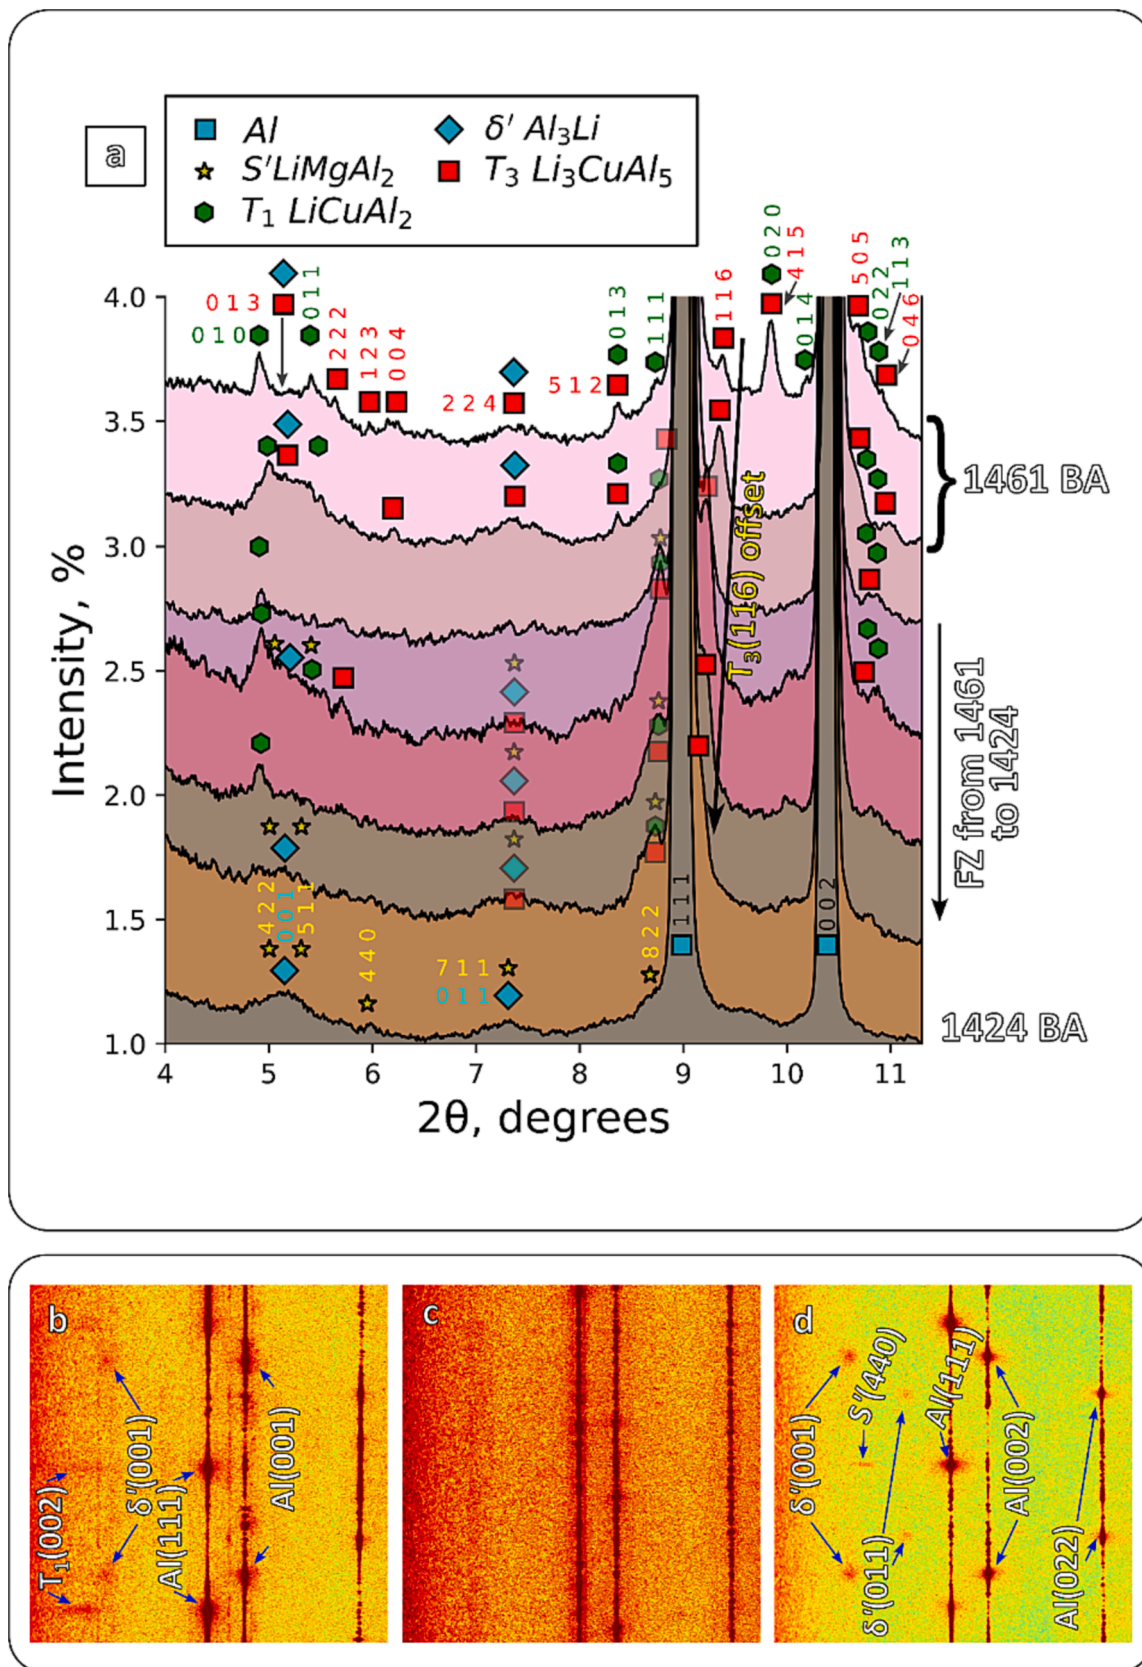 a
Al
δ′ Al₃Li
S′LiMgAl₂
T₃ Li₃CuAl₅
T₁ LiCuAl₂
Intensity, %
4.0
3.5
3.0
2.5
2.0
1.5
1.0
4 5 6 7 8 9 10 11
2θ, degrees
0 1 3
0 1 0
0 1 1
2 2 2
1 2 3
0 0 4
2 2 4
5 1 2
0 1 3
1 1 1
1 1 6
0 2 0
4 1 5
0 1 4
5 0 5
0 2 2
1 1 3
0 4 6
T₃(116) offset
1461 BA
FZ from 1461
to 1424
1424 BA
4 2 2
0 0 1
5 1 1
4 4 0
7 1 1
0 1 1
8 2 2
1 1 1
0 0 2
b
T₁(002)
δ'(001)
Al(111)
Al(001)
c
d
δ'(001)
S'(440)
δ'(011)
Al(111)
Al(002)
Al(022)